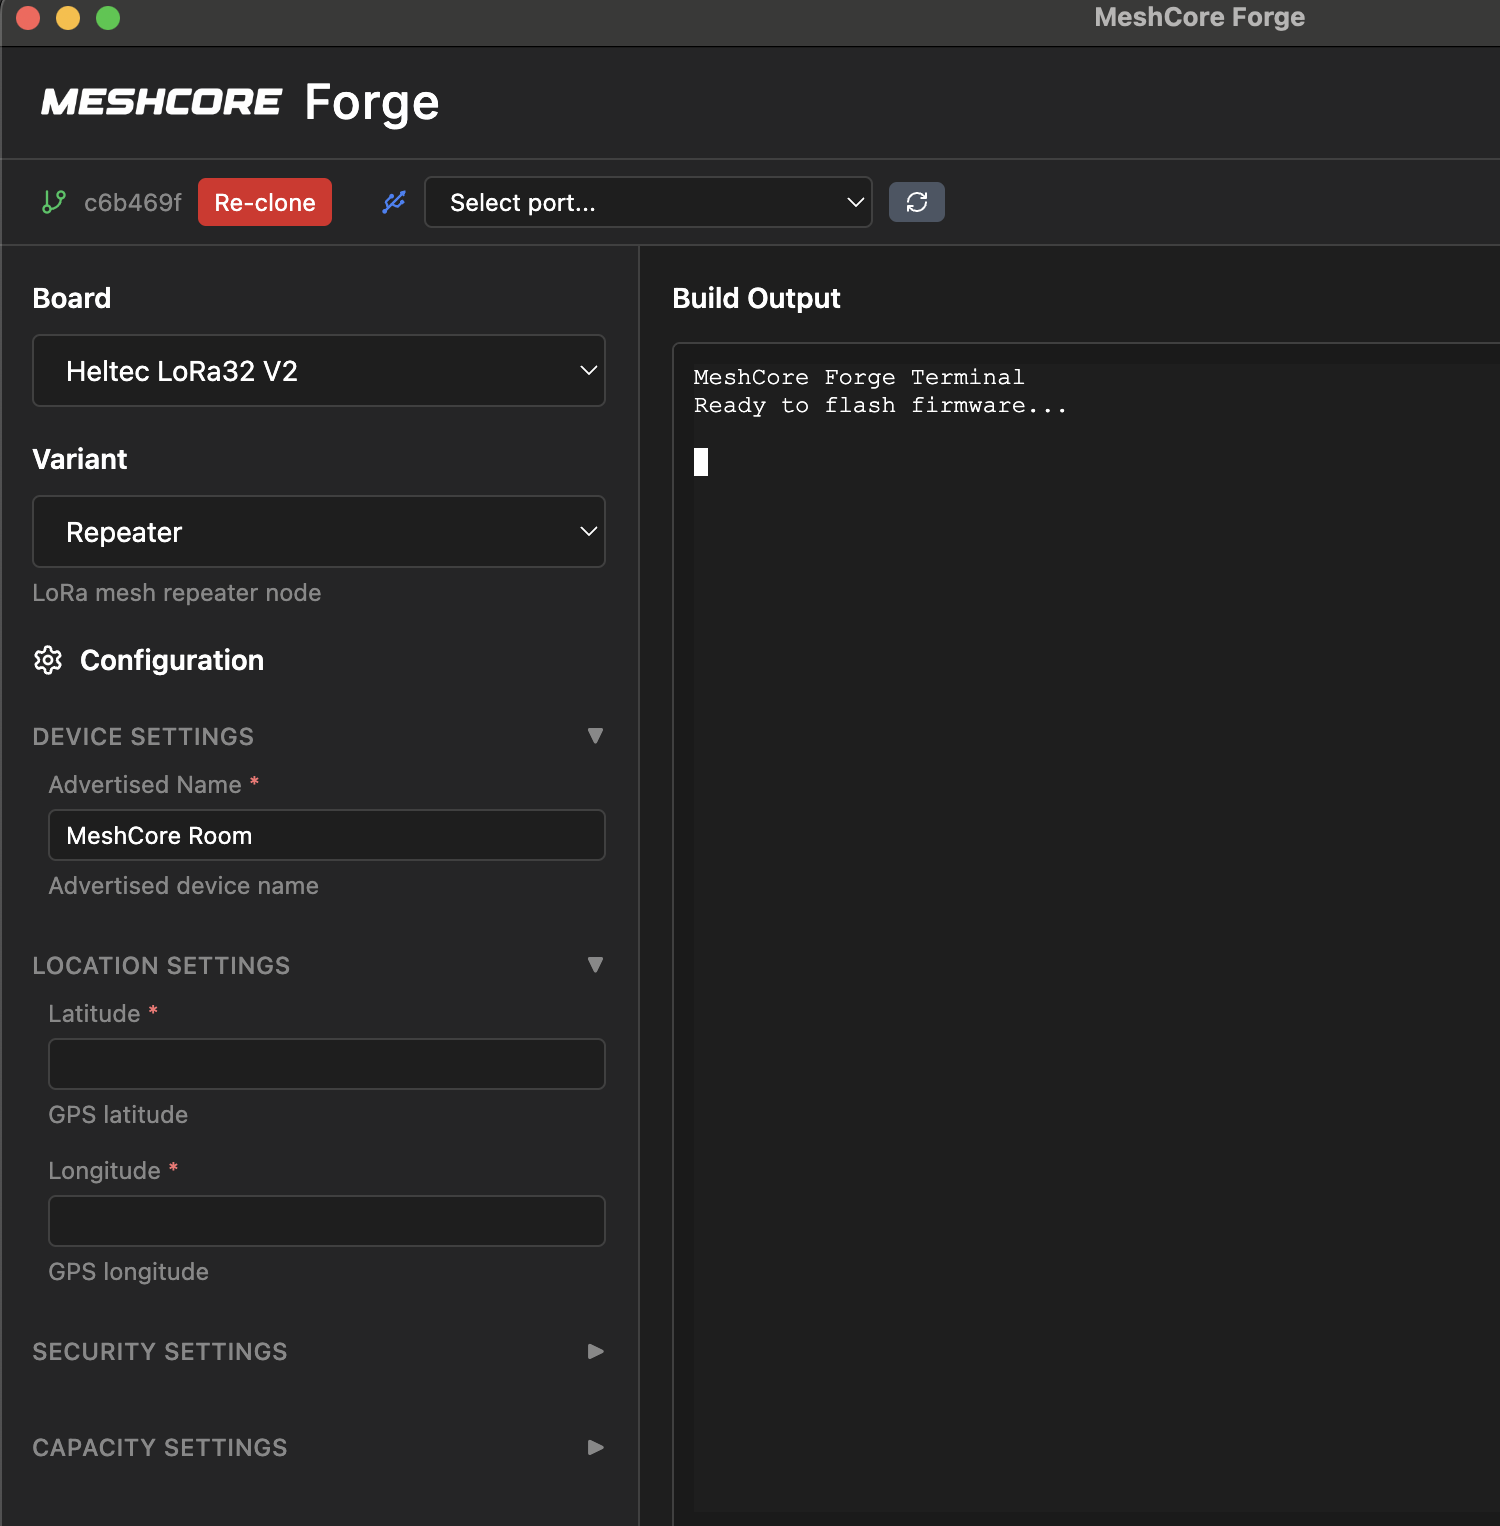 MeshCore Forge
MESHCORE Forge
c6b469f Re-clone Select port...
Board
Heltec LoRa32 V2
Variant
Repeater
LoRa mesh repeater node
Configuration
DEVICE SETTINGS
Advertised Name *
MeshCore Room
Advertised device name
LOCATION SETTINGS
Latitude *
GPS latitude
Longitude *
GPS longitude
SECURITY SETTINGS
CAPACITY SETTINGS
Build Output
MeshCore Forge Terminal
Ready to flash firmware...